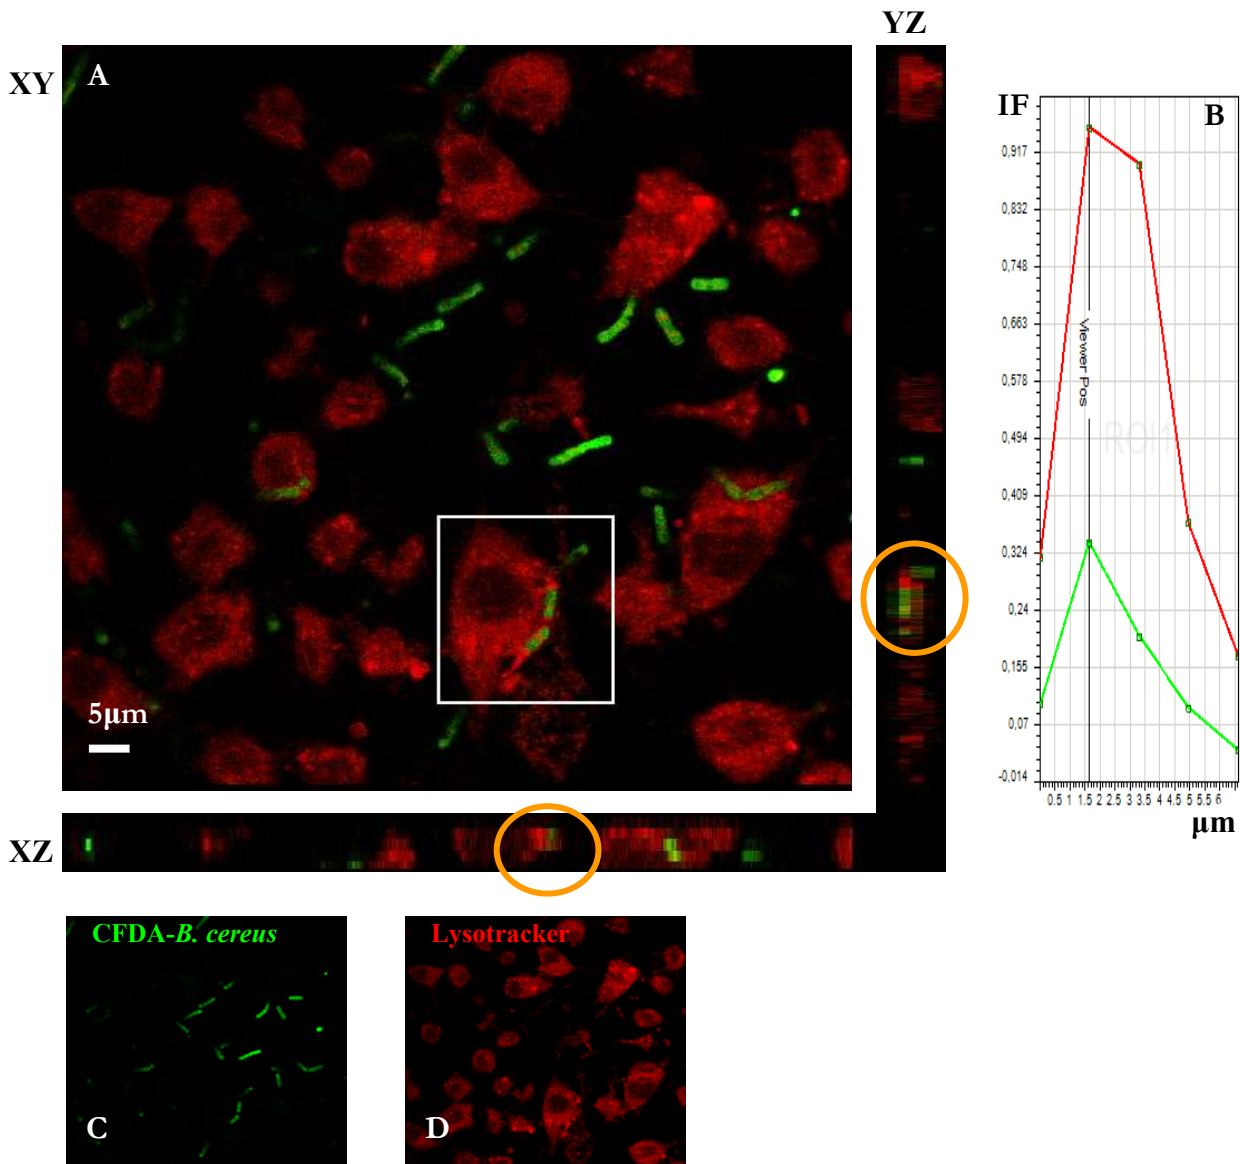 YZ
XY
A
IF
B
0,917
0,832
0,748
0,663
0,578
0,494
0,409
0,324
0,24
0,155
0,07
-0,014
Viewer Pos
ROI1
0.5 1 1.5 2 2.5 3 3.5 4 4.5 5 5.5 6
µm
5µm
XZ
CFDA-B. cereus
Lysotracker
C
D